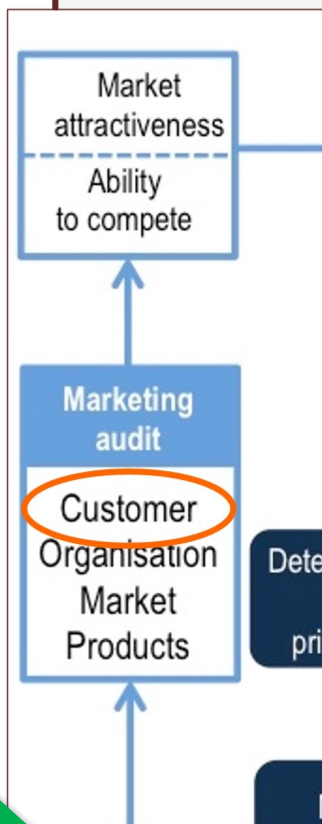 Market
attractiveness
Ability
to compete
Marketing
audit
Customer
Organisation
Market
Products